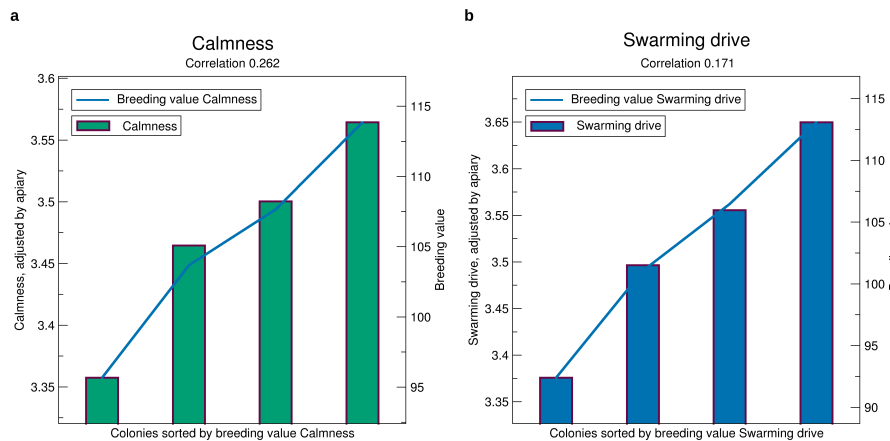 a
Calmness
Correlation 0.262
Breeding value Calmness
Calmness
3.6
3.55
3.5
3.45
3.4
3.35
Calmness, adjusted by apiary
115
110
105
100
95
Breeding value
Colonies sorted by breeding value Calmness
b
Swarming drive
Correlation 0.171
Breeding value Swarming drive
Swarming drive
3.65
3.6
3.55
3.5
3.45
3.4
3.35
Swarming drive, adjusted by apiary
115
110
105
100
95
90
Colonies sorted by breeding value Swarming drive